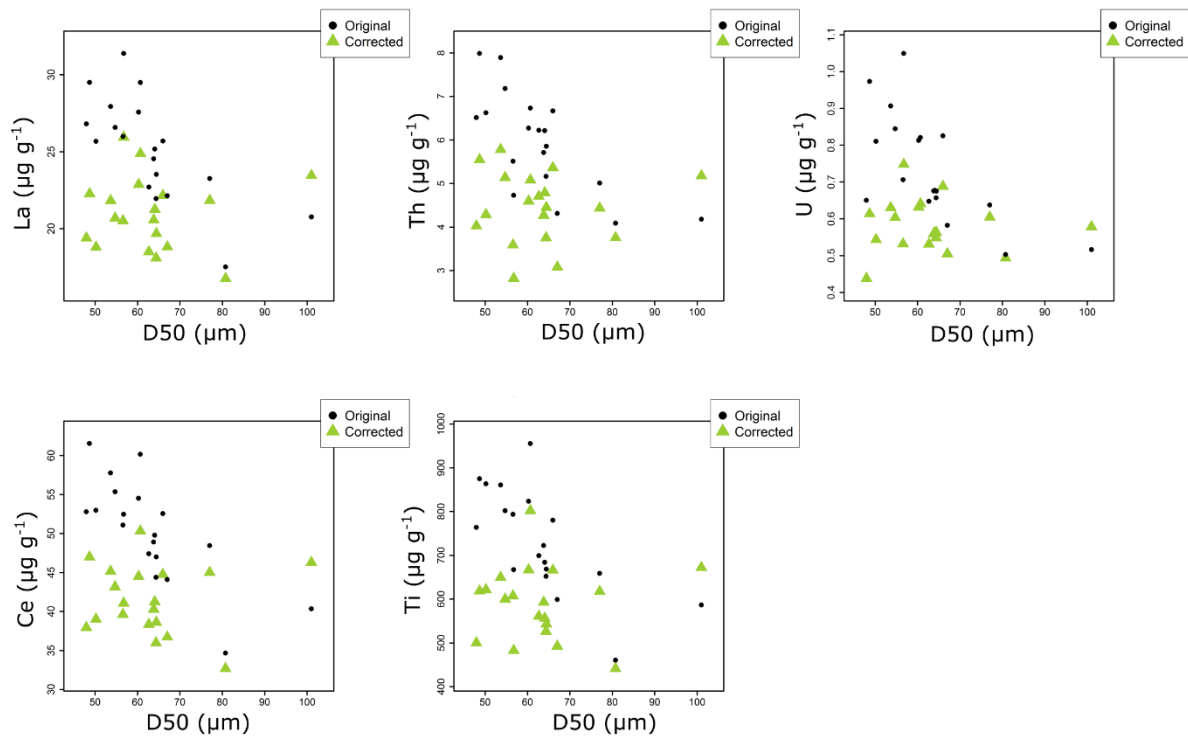 Original
Corrected
La (µg g⁻¹)
30
20
50 60 70 80 90 100
D50 (µm)
Original
Corrected
Th (µg g⁻¹)
8
7
6
5
4
3
50 60 70 80 90 100
D50 (µm)
Original
Corrected
U (µg g⁻¹)
1.1
1.0
0.9
0.8
0.7
0.6
0.5
0.4
50 60 70 80 90 100
D50 (µm)
Original
Corrected
Ce (µg g⁻¹)
60
55
50
45
40
35
30
50 60 70 80 90 100
D50 (µm)
Original
Corrected
Ti (µg g⁻¹)
1000
900
800
700
600
500
400
50 60 70 80 90 100
D50 (µm)